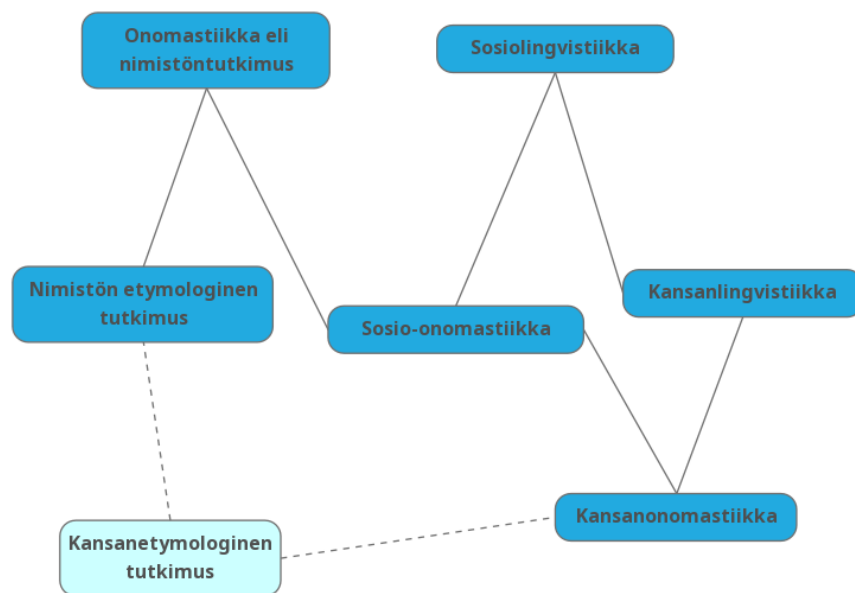 Onomastiikka eli
nimistöntutkimus
Sosiolingvistiikka
Nimistön etymologinen
tutkimus
Sosio-onomastiikka
Kansanlingvistiikka
Kansanetymologinen
tutkimus
Kansanonomastiikka